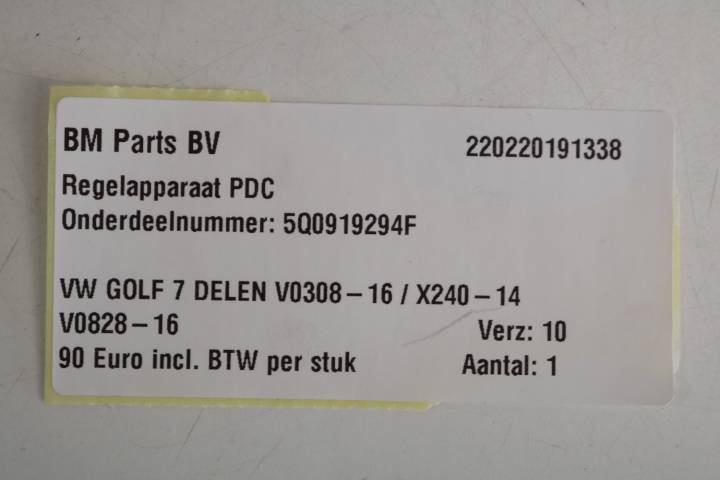 BM Parts BV 220220191338
Regelapparaat PDC
Onderdeelnummer: 5Q0919294F
VW GOLF 7 DELEN V0308-16 / X240-14
V0828-16 Verz: 10
90 Euro incl. BTW per stuk Aantal: 1